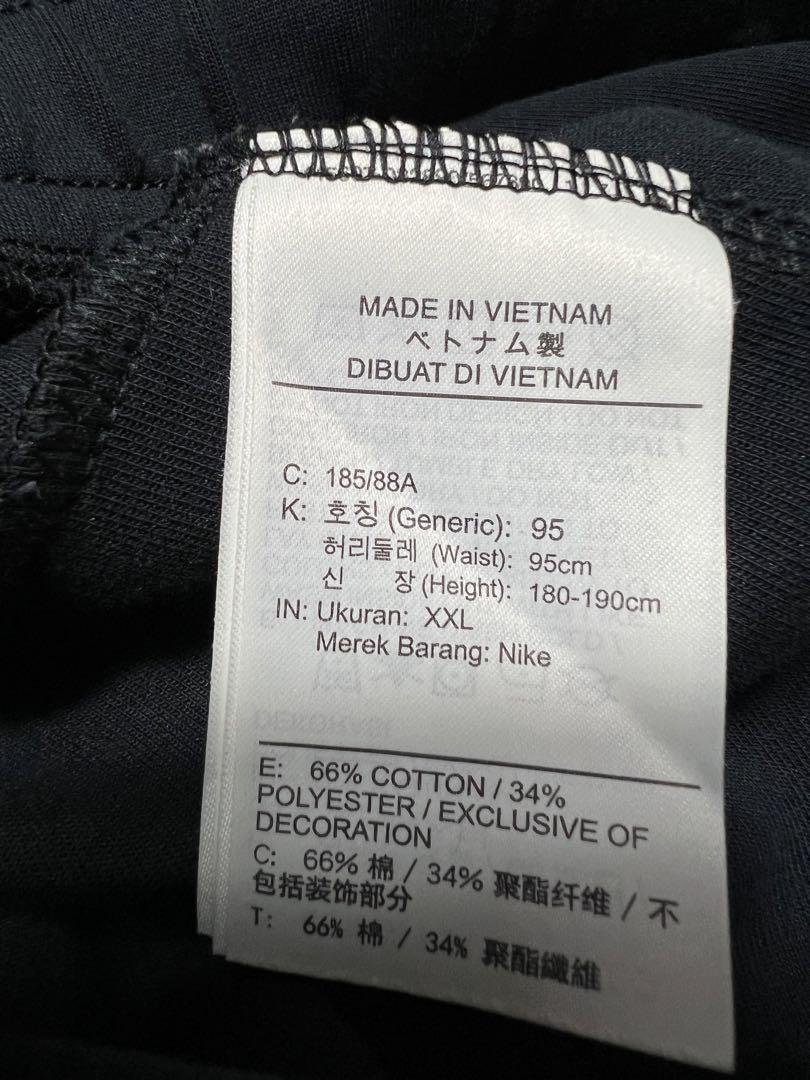 MADE IN VIETNAM
ベトナム製
DIBUAT DI VIETNAM
C: 185/88A
K: 호칭 (Generic): 95
허리둘레 (Waist): 95cm
신 장 (Height): 180-190cm
IN: Ukuran: XXL
Merek Barang: Nike
E: 66% COTTON / 34%
POLYESTER / EXCLUSIVE OF
DECORATION
C: 66% 棉 / 34% 聚酯纤维 / 不
包括装饰部分
T: 66% 棉 / 34% 聚酯纖維